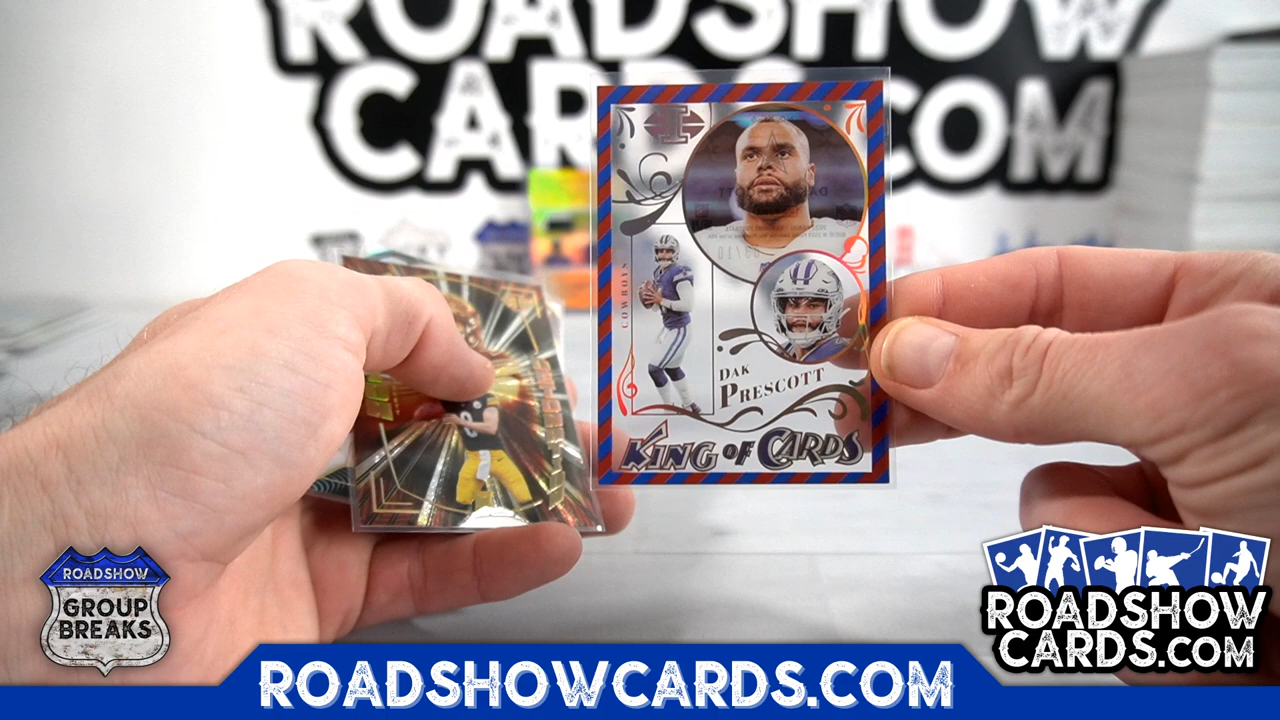 ROADSHOW
CARDS.COM
I
COWBOYS
DAK
PRESCOTT
KING OF CARDS
ROADSHOW
GROUP
BREAKS
ROADSHOW
CARDS.COM
ROADSHOWCARDS.COM